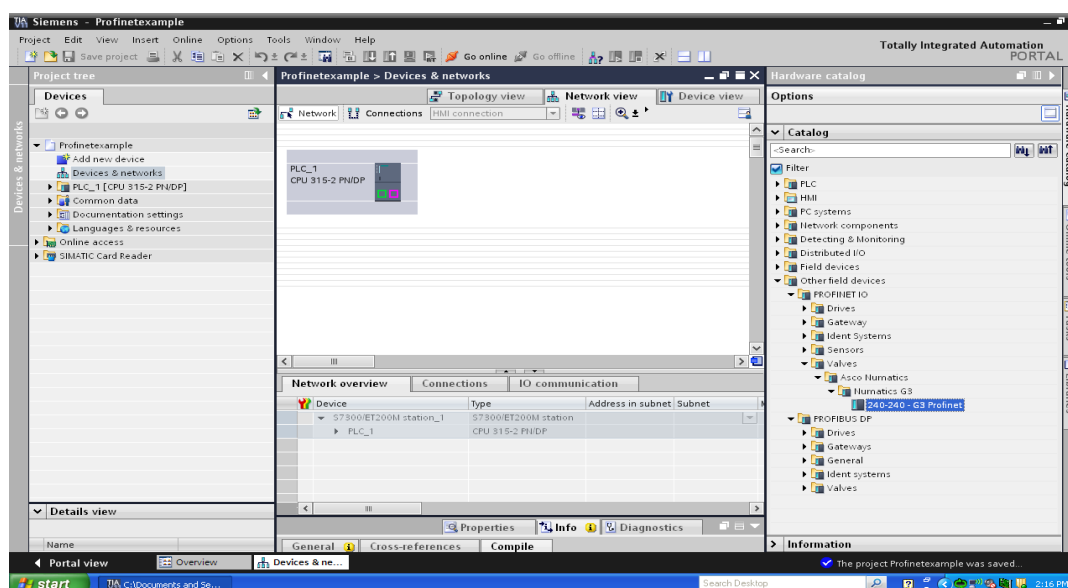 Siemens - Profinetexample
Project Edit View Insert Online Options Tools Window Help
Totally Integrated Automation
PORTAL
Save project
Go online
Go offline
Project tree
Devices
Devices & networks
Profinetexample
Add new device
Devices & networks
PLC_1 [CPU 315-2 PN/DP]
Common data
Documentation settings
Languages & resources
Online access
SIMATIC Card Reader
Details view
Name
Profinetexample > Devices & networks
Topology view
Network view
Device view
Network
Connections
HMI connection
PLC_1
CPU 315-2 PN/DP
Network overview
Connections
IO communication
Device Type Address in subnet Subnet
S7300/ET200M station_1 S7300/ET200M station
PLC_1 CPU 315-2 PN/DP
Properties
Info
Diagnostics
General
Cross-references
Compile
Hardware catalog
Options
Catalog
<Search>
Filter
PLC
HMI
PC systems
Network components
Detecting & Monitoring
Distributed I/O
Field devices
Other field devices
PROFINET IO
Drives
Gateway
Ident Systems
Sensors
Valves
Asco Numatics
Numatics G3
240-240 - G3 Profinet
PROFIBUS DP
Drives
Gateways
General
Ident systems
Valves
Information
Portal view
Overview
Devices & ne...
The project Profinetexample was saved...
start
C:\Documents and Se...
Search Desktop
2:16 PM